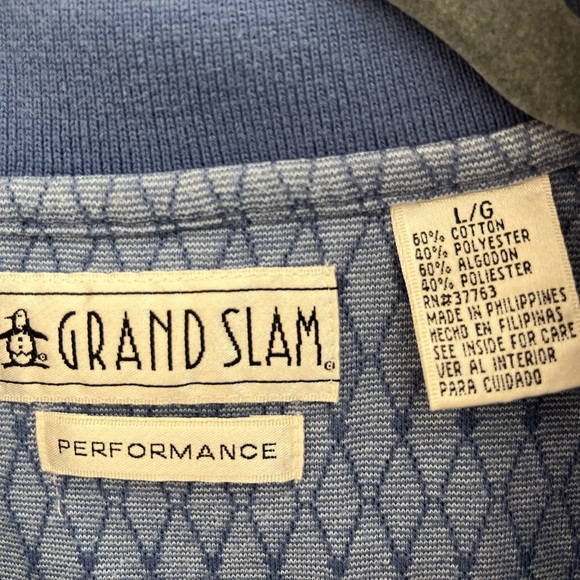 GRAND SLAM
PERFORMANCE
L/G
60% COTTON
40% POLYESTER
60% ALGODON
40% POLIESTER
RN#37763
MADE IN PHILIPPINES
HECHO EN FILIPINAS
SEE INSIDE FOR CARE
VER AL INTERIOR
PARA CUIDADO